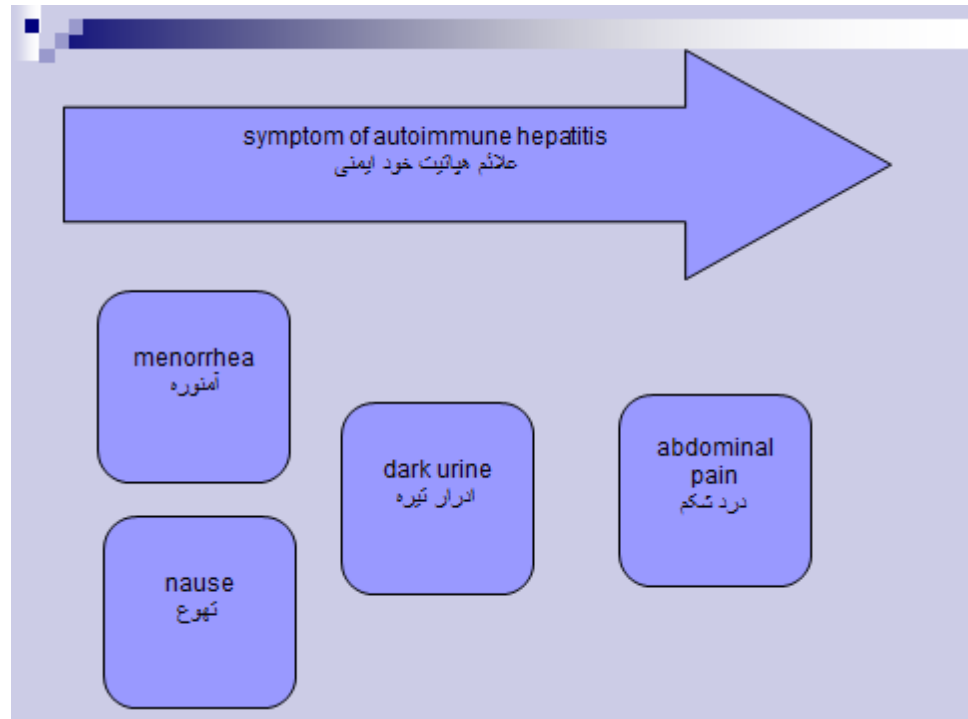 symptom of autoimmune hepatitis
علائم هپاتیت خود ایمنی
menorrhea
آمنوره
dark urine
ادرار تیره
abdominal
pain
درد شکم
nause
تهوع